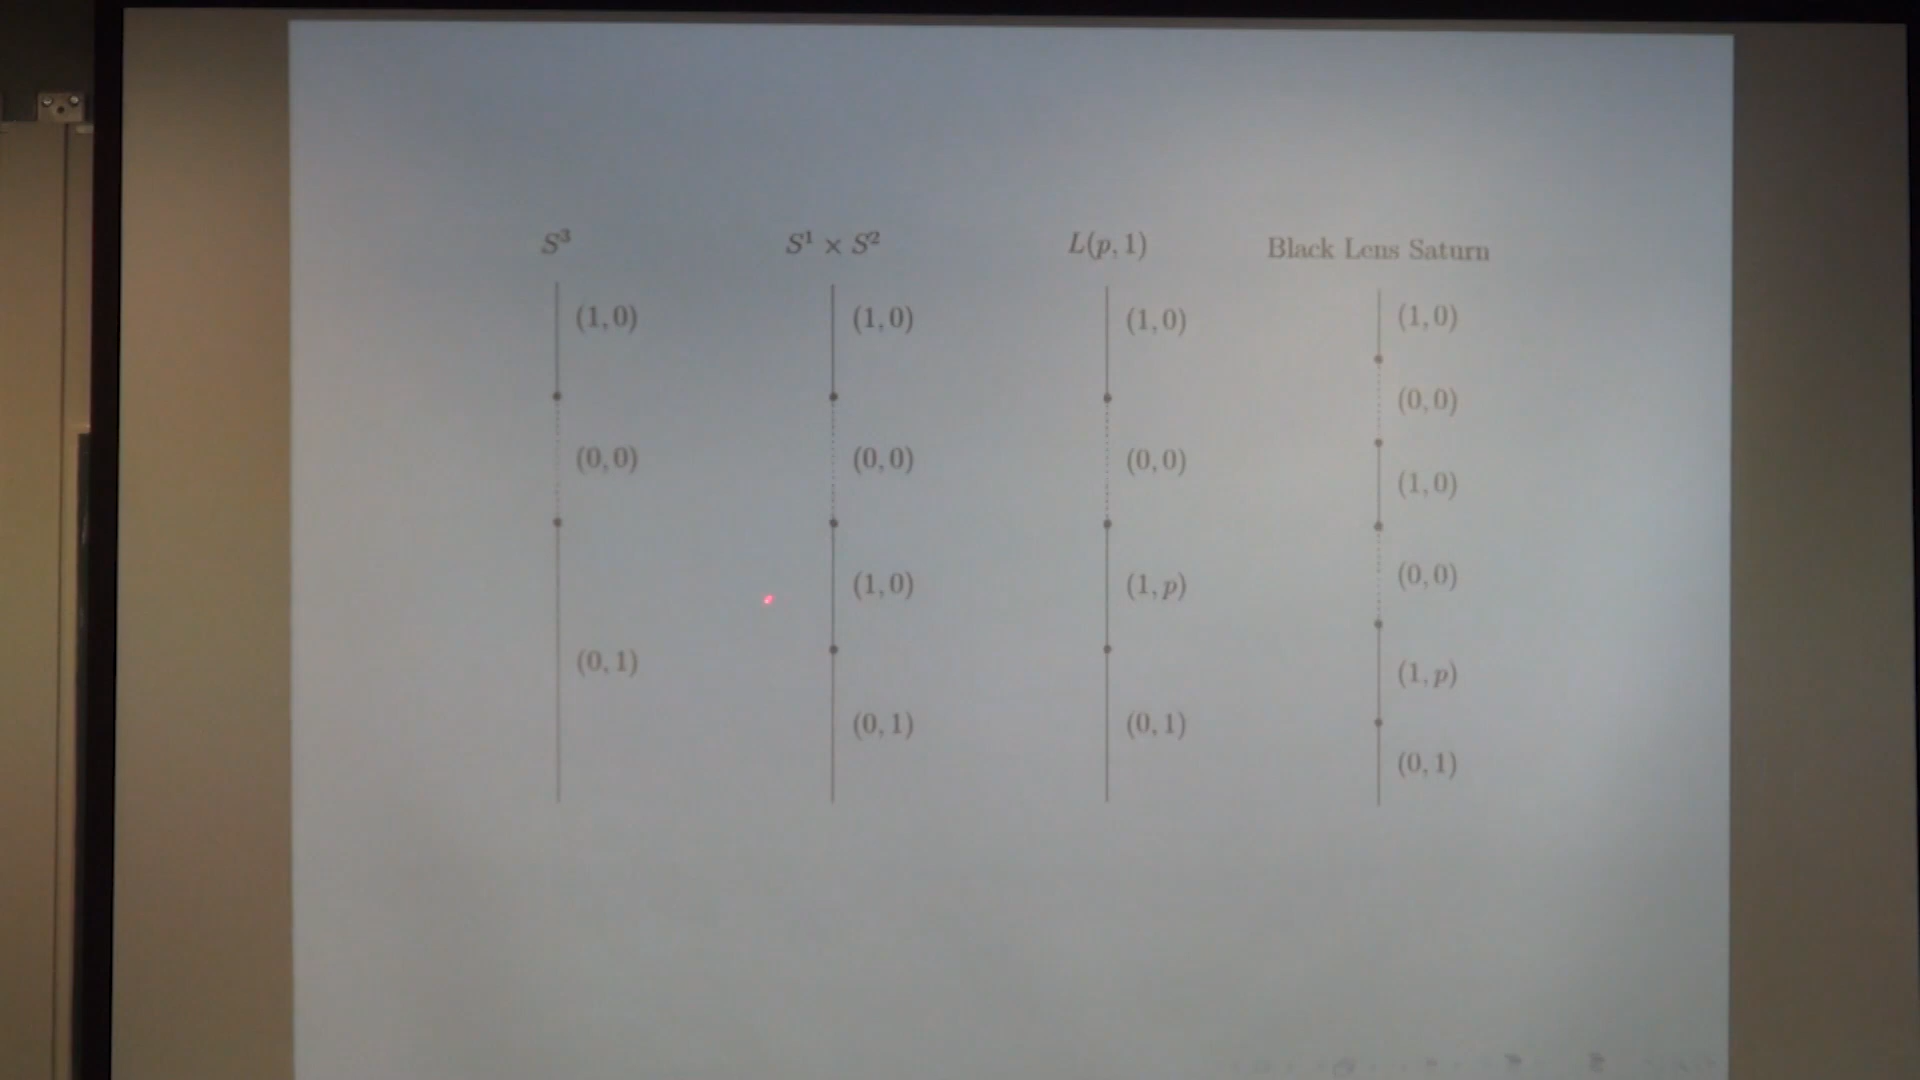 S³
(1, 0)
(0, 0)
(0, 1)
S¹ × S²
(1, 0)
(0, 0)
(1, 0)
(0, 1)
L(p, 1)
(1, 0)
(0, 0)
(1, p)
(0, 1)
Black Lens Saturn
(1, 0)
(0, 0)
(1, 0)
(0, 0)
(1, p)
(0, 1)